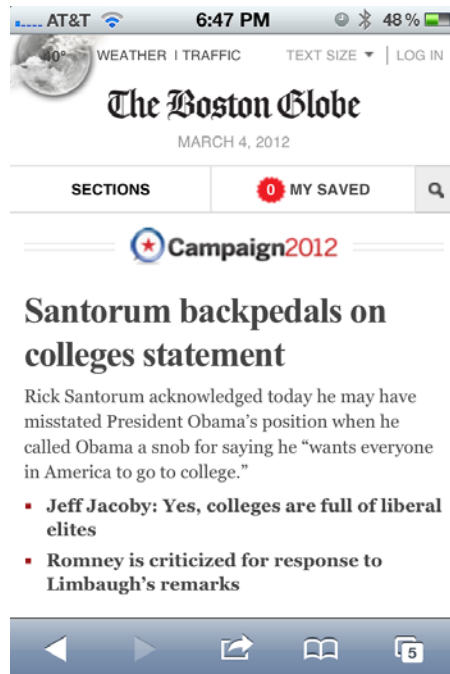 AT&T 6:47 PM 48%
40° WEATHER | TRAFFIC TEXT SIZE | LOG IN
The Boston Globe
MARCH 4, 2012
SECTIONS 0 MY SAVED
Campaign2012
Santorum backpedals on
colleges statement
Rick Santorum acknowledged today he may have
misstated President Obama’s position when he
called Obama a snob for saying he “wants everyone
in America to go to college.”
Jeff Jacoby: Yes, colleges are full of liberal
elites
Romney is criticized for response to
Limbaugh’s remarks
5